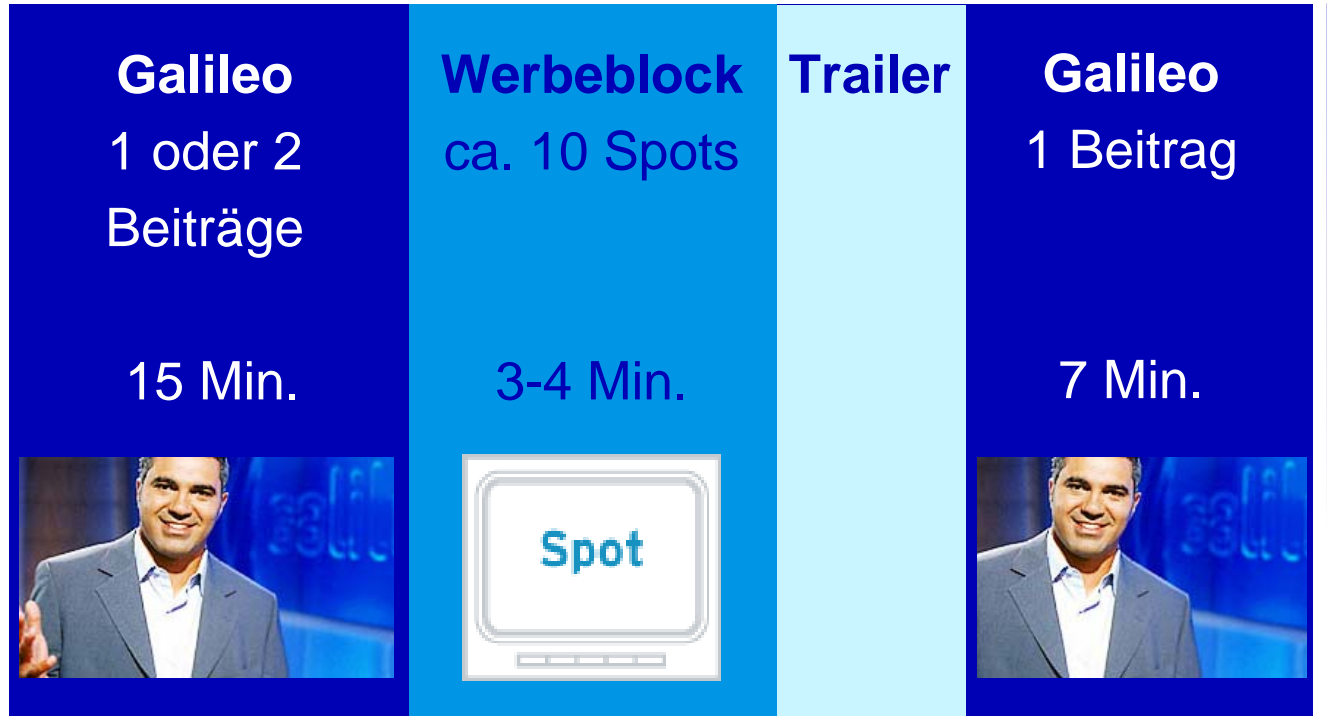 Galileo
1 oder 2
Beiträge
15 Min.
Werbeblock
ca. 10 Spots
3-4 Min.
Spot
Trailer
Galileo
1 Beitrag
7 Min.